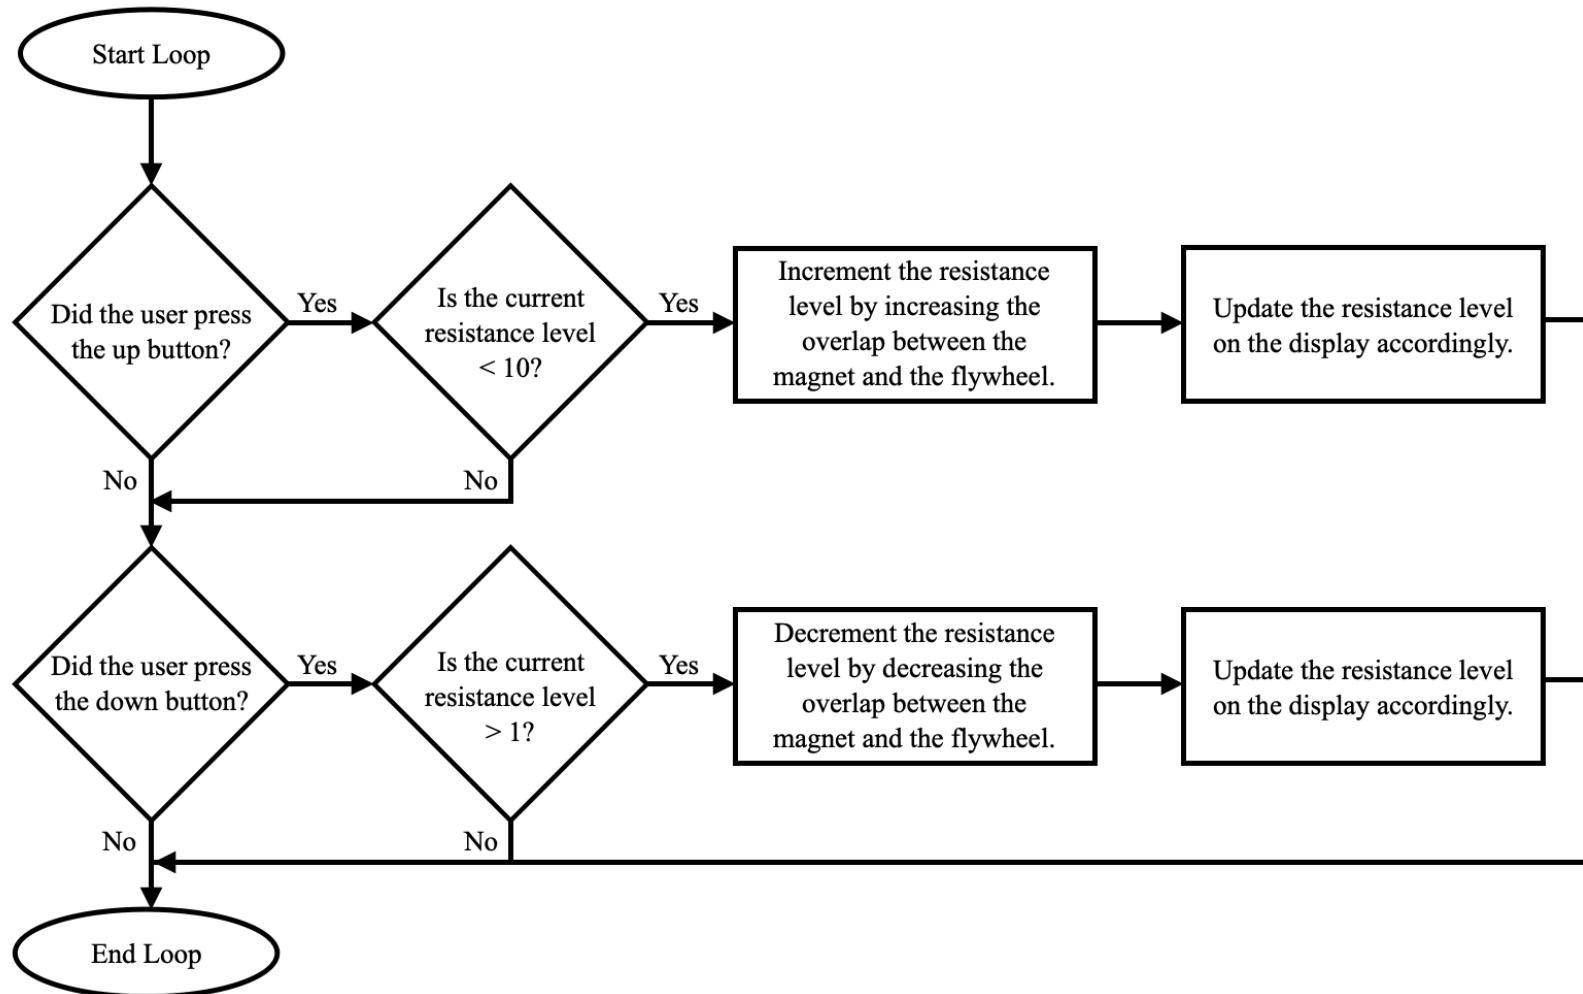 Start Loop
Did the user press
the up button?
Yes
No
Is the current
resistance level
< 10?
Yes
No
Increment the resistance
level by increasing the
overlap between the
magnet and the flywheel.
Update the resistance level
on the display accordingly.
Did the user press
the down button?
Yes
No
Is the current
resistance level
> 1?
Yes
No
Decrement the resistance
level by decreasing the
overlap between the
magnet and the flywheel.
Update the resistance level
on the display accordingly.
End Loop